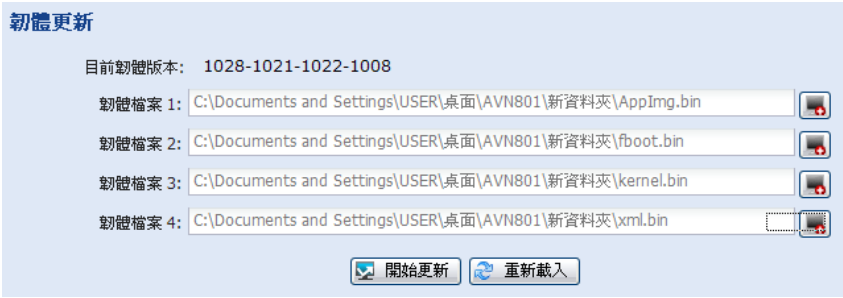 韌體更新
目前韌體版本: 1028-1021-1022-1008
韌體檔案 1: C:\Documents and Settings\USER\桌面\AVN801\新資料夾\AppImg.bin
韌體檔案 2: C:\Documents and Settings\USER\桌面\AVN801\新資料夾\fboot.bin
韌體檔案 3: C:\Documents and Settings\USER\桌面\AVN801\新資料夾\kernel.bin
韌體檔案 4: C:\Documents and Settings\USER\桌面\AVN801\新資料夾\xml.bin
開始更新 重新載入